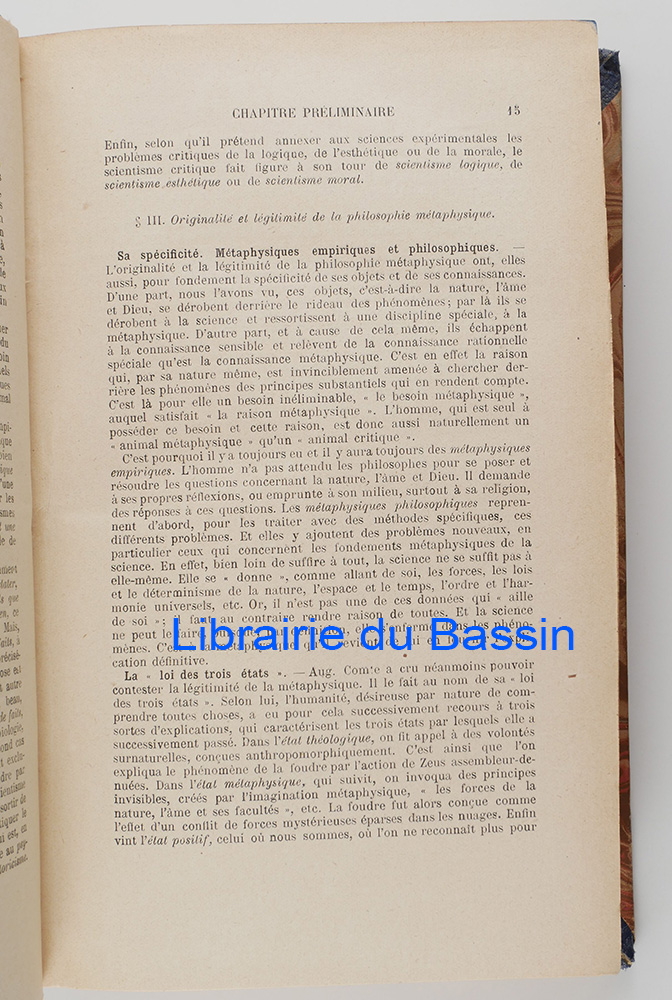 CHAPITRE PRÉLIMINAIRE 15
Enfin, selon qu'il prétend annexer aux sciences expérimentales les
problèmes critiques de la logique, de l'esthétique ou de la morale, le
scientisme critique fait figure à son tour de scientisme logique, de
scientisme esthétique ou de scientisme moral.
§ III. Originalité et légitimité de la philosophie métaphysique.
Sa spécificité. Métaphysiques empiriques et philosophiques. —
L'originalité et la légitimité de la philosophie métaphysique ont, elles
aussi, pour fondement la spécificité de ses objets et de ses connaissances.
D'une part, nous l'avons vu, ces objets, c'est-à-dire la nature, l'âme
et Dieu, se dérobent derrière le rideau des phénomènes; par là ils se
dérobent à la science et ressortissent à une discipline spéciale, à la
métaphysique. D'autre part, et à cause de cela même, ils échappent
à la connaissance sensible et relèvent de la connaissance rationnelle
spéciale qu'est la connaissance métaphysique. C'est en effet la raison
qui, par sa nature même, est invinciblement amenée à chercher der-
rière les phénomènes des principes substantiels qui en rendent compte.
C'est là pour elle un besoin inéliminable, « le besoin métaphysique »,
auquel satisfait « la raison métaphysique ». L'homme, qui est seul à
posséder ce besoin et cette raison, est donc aussi naturellement un
« animal métaphysique » qu'un « animal critique ».
C'est pourquoi il y a toujours eu et il y aura toujours des métaphysiques
empiriques. L'homme n'a pas attendu les philosophes pour se poser et
résoudre les questions concernant la nature, l'âme et Dieu. Il demande
à ses propres réflexions, ou emprunte à son milieu, surtout à sa religion,
des réponses à ces questions. Les métaphysiques philosophiques repren-
nent d'abord, pour les traiter avec des méthodes spécifiques, ces
différents problèmes. Et elles y ajoutent des problèmes nouveaux, en
particulier ceux qui concernent les fondements métaphysiques de la
science. En effet, bien loin de suffire à tout, la science ne se suffit pas à
elle-même. Elle se « donne », comme allant de soi, les forces, les lois
et le déterminisme de la nature, l'espace et le temps, l'ordre et l'har-
monie universels, etc. Or, il n'est pas une de ces données qui « aille
de soi »; il faut au contraire rendre raison de toutes. Et la science
ne peut le faire
mènes.
cation définitive.
Librairie du Bassin
La « loi des trois états ». — Aug. Comte a cru néanmoins pouvoir
contester la légitimité de la métaphysique. Il le fait au nom de sa « loi
des trois états ». Selon lui, l'humanité, désireuse par nature de com-
prendre toutes choses, a eu pour cela successivement recours à trois
sortes d'explications, qui caractérisent les trois états par lesquels elle a
successivement passé. Dans l'état théologique, on fit appel à des volontés
surnaturelles, conçues anthropomorphiquement. C'est ainsi que l'on
expliqua le phénomène de la foudre par l'action de Zeus assembleur-de-
nuées. Dans l'état métaphysique, qui suivit, on invoqua des principes
invisibles, créés par l'imagination métaphysique, « les forces de la
nature, l'âme et ses facultés », etc. La foudre fut alors conçue comme
l'effet d'un conflit de forces mystérieuses éparses dans les nuages. Enfin
vint l'état positif, celui où nous sommes, où l'on ne reconnaît plus pour